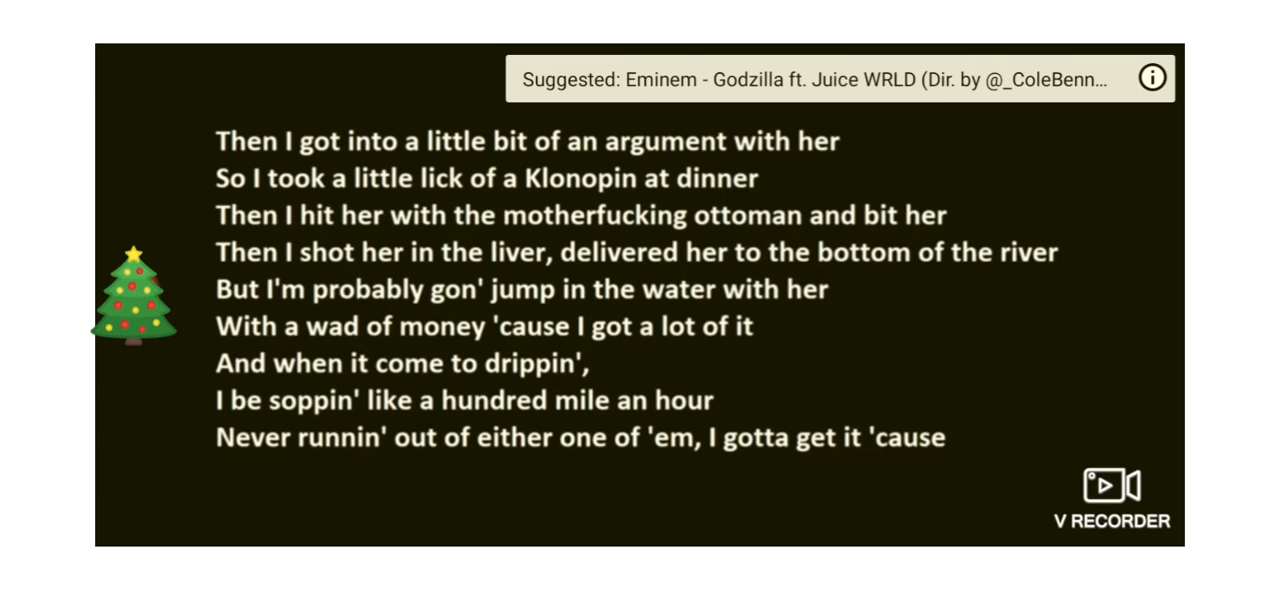 Suggested: Eminem - Godzilla ft. Juice WRLD (Dir. by @_ColeBenn...
Then I got into a little bit of an argument with her
So I took a little lick of a Klonopin at dinner
Then I hit her with the motherfucking ottoman and bit her
Then I shot her in the liver, delivered her to the bottom of the river
But I'm probably gon' jump in the water with her
With a wad of money 'cause I got a lot of it
And when it come to drippin',
I be soppin' like a hundred mile an hour
Never runnin' out of either one of 'em, I gotta get it 'cause
V RECORDER